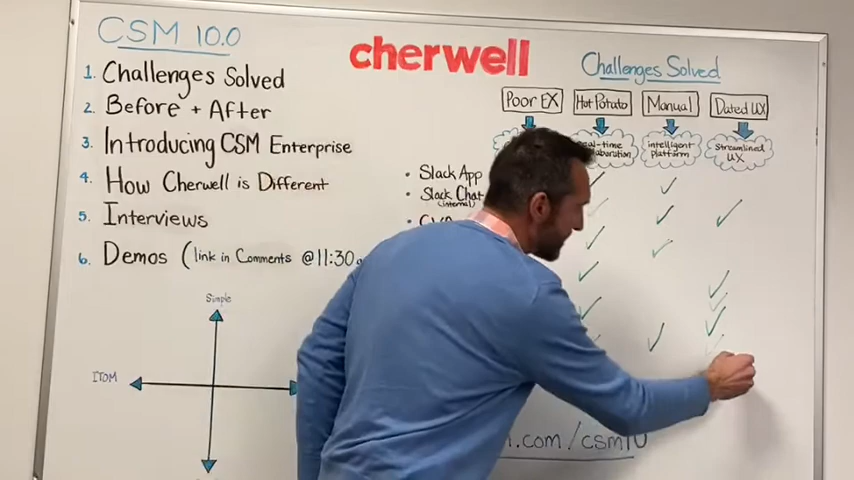 CSM 10.0
1. Challenges Solved
2. Before + After
3. Introducing CSM Enterprise
4. How Cherwell is Different
5. Interviews
6. Demos (link in Comments @11:30
Simple
ITOM
cherwell
• Slack App
• Slack Chat
(internal)
Challenges Solved
Poor EX Hot Potato Manual Dated UX
intelligent platform
Streamlined UX
.com/csm10